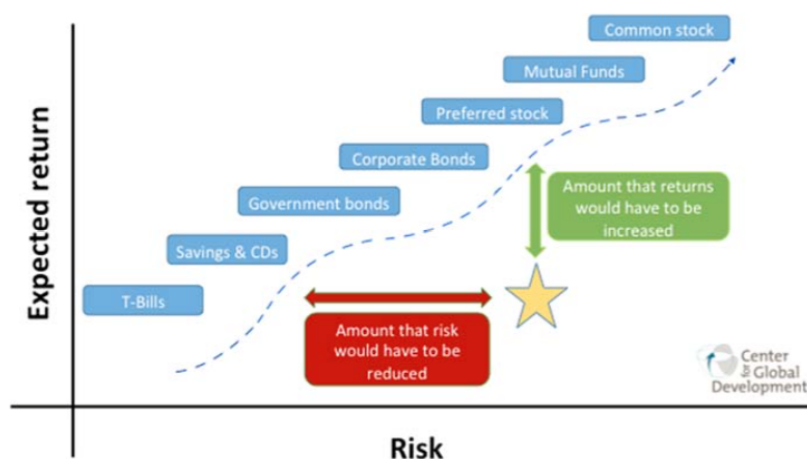 Common stock
Mutual Funds
Preferred stock
Corporate Bonds
Government bonds
Savings & CDs
T-Bills
Amount that returns
would have to be
increased
Amount that risk
would have to be
reduced
Expected return
Risk
Center
for Global
Development